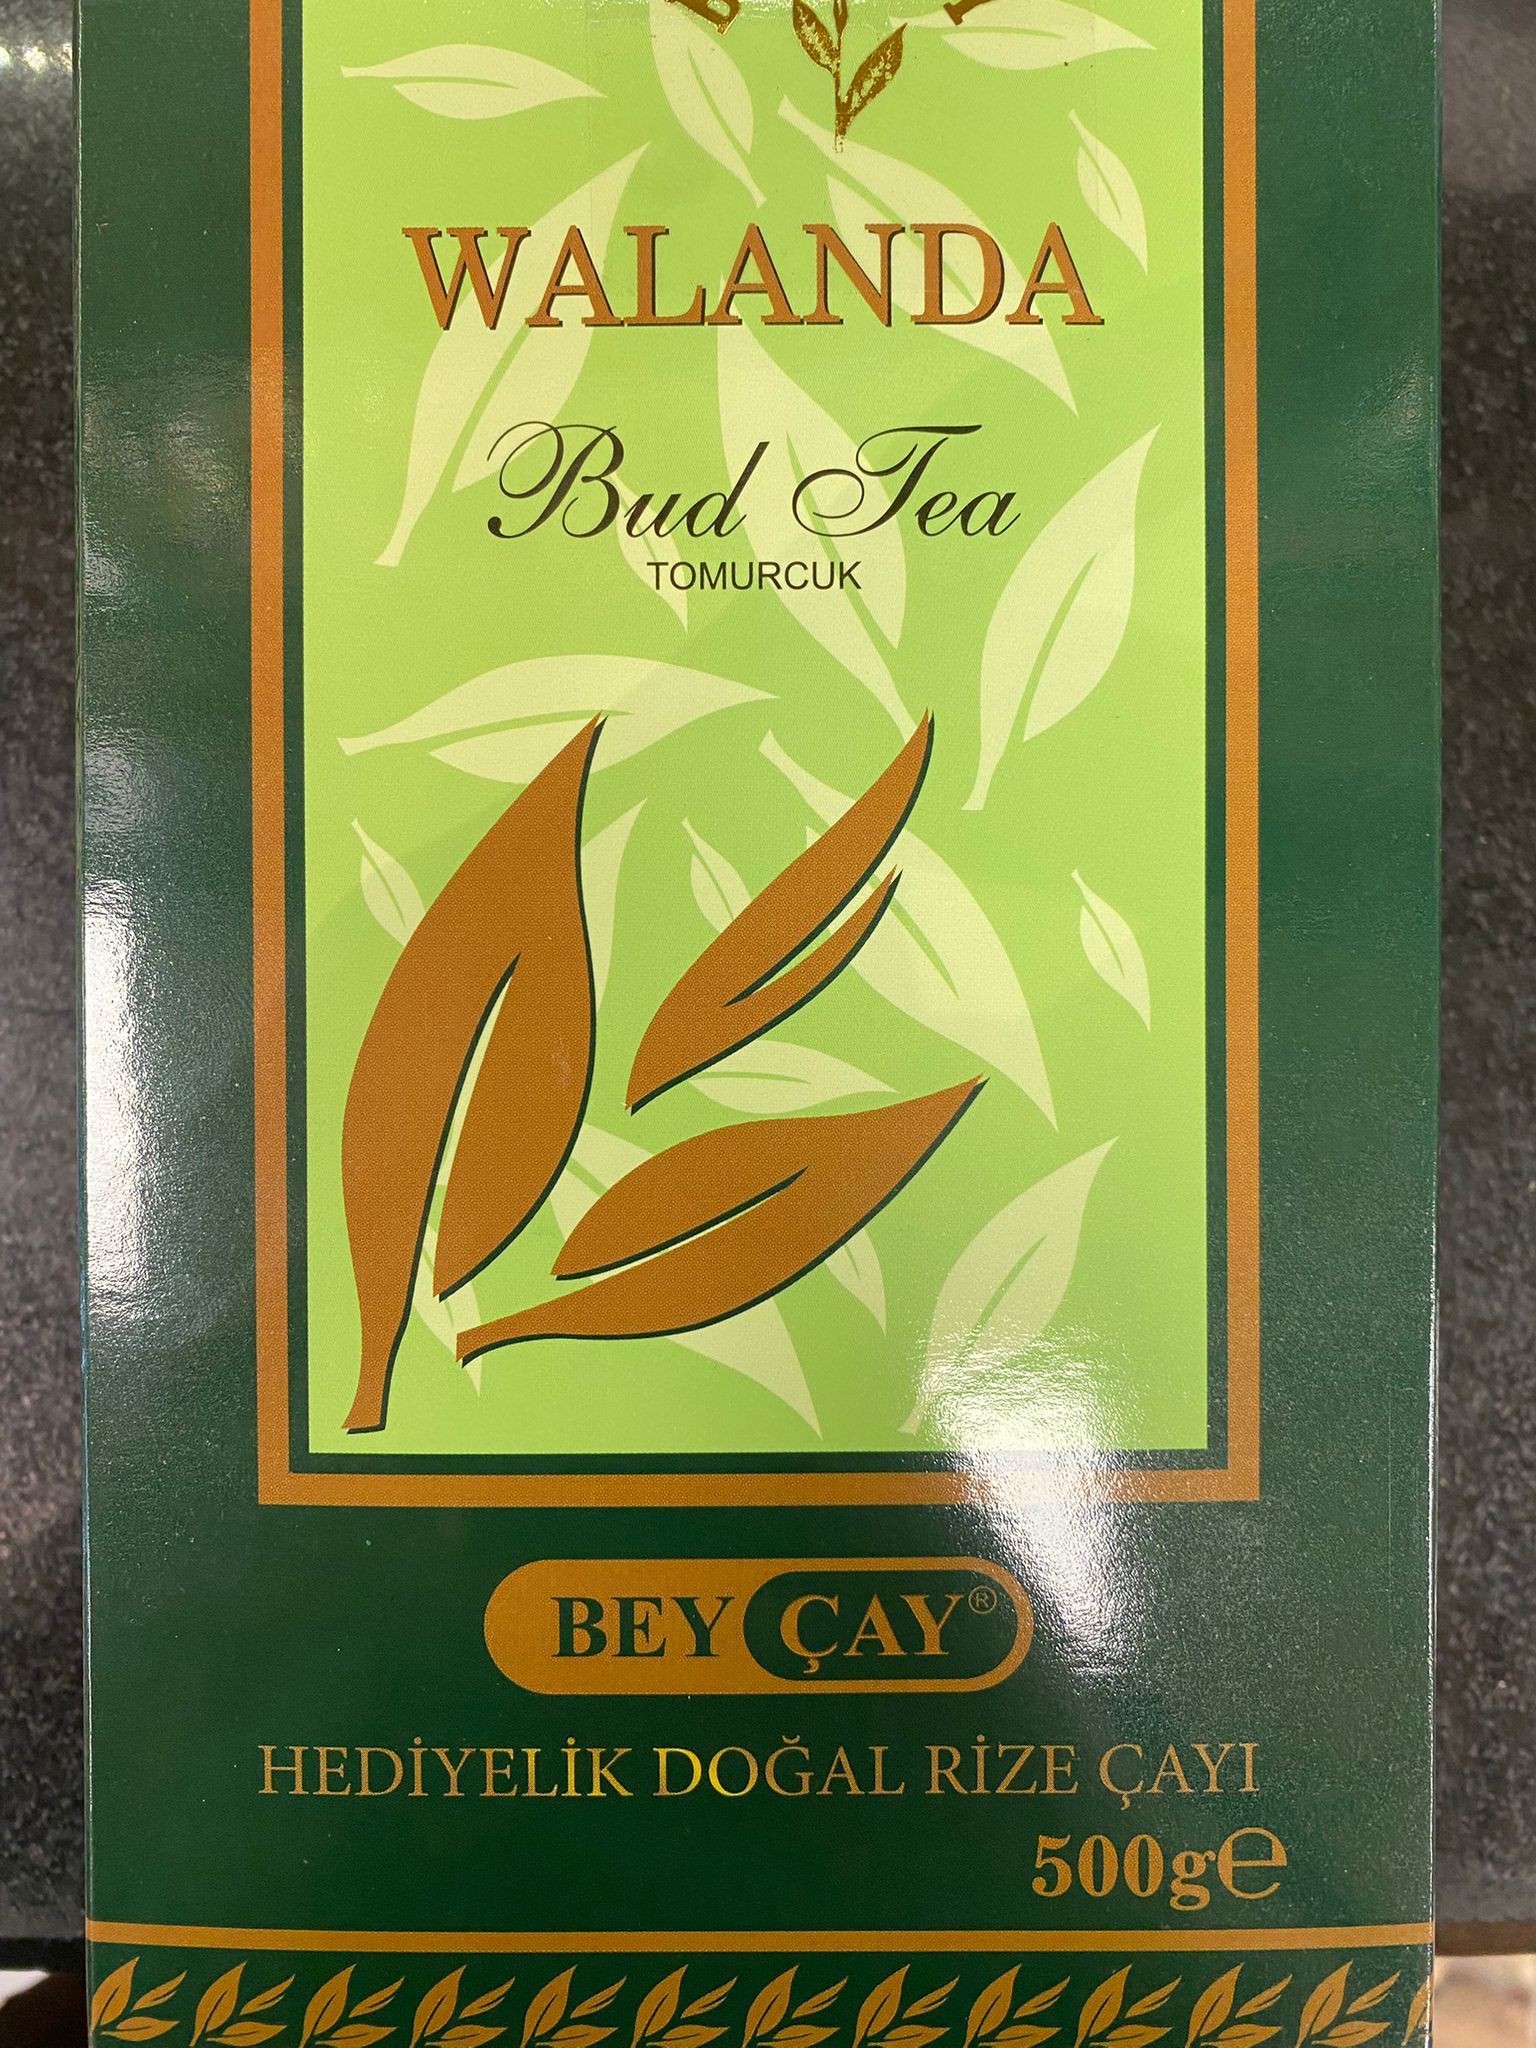 WALANDA
Bud Tea
TOMURCUK
BEY ÇAY®
HEDİYELİK DOĞAL RİZE ÇAYI
500g℮